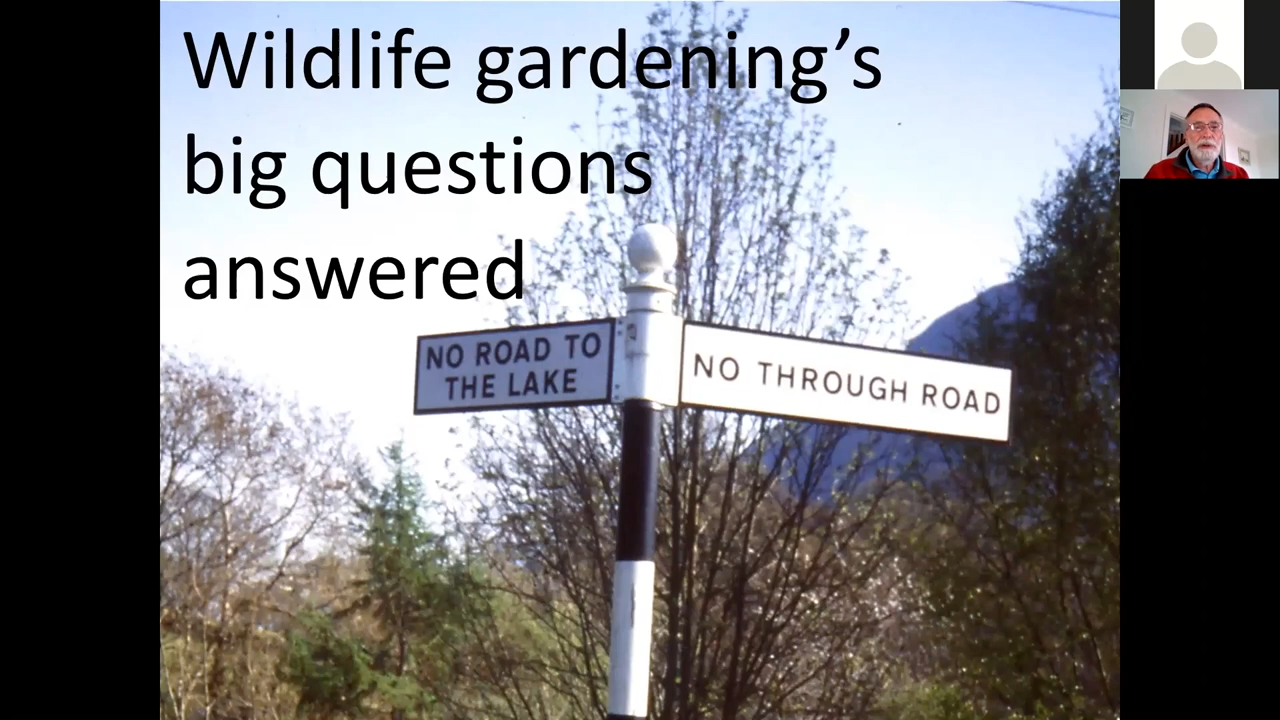 Wildlife gardening’s
big questions
answered
NO ROAD TO
THE LAKE
NO THROUGH ROAD